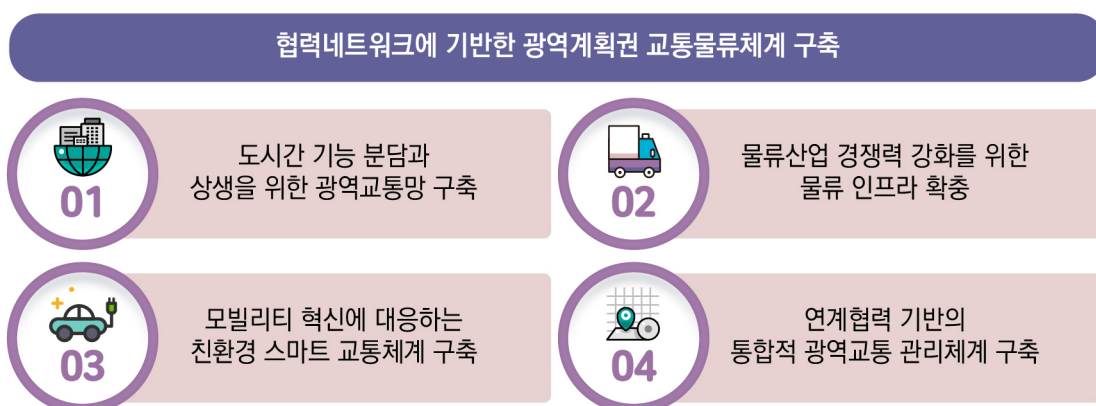 협력네트워크에 기반한 광역계획권 교통물류체계 구축
01
도시간 기능 분담과
상생을 위한 광역교통망 구축
02
물류산업 경쟁력 강화를 위한
물류 인프라 확충
03
모빌리티 혁신에 대응하는
친환경 스마트 교통체계 구축
04
연계협력 기반의
통합적 광역교통 관리체계 구축